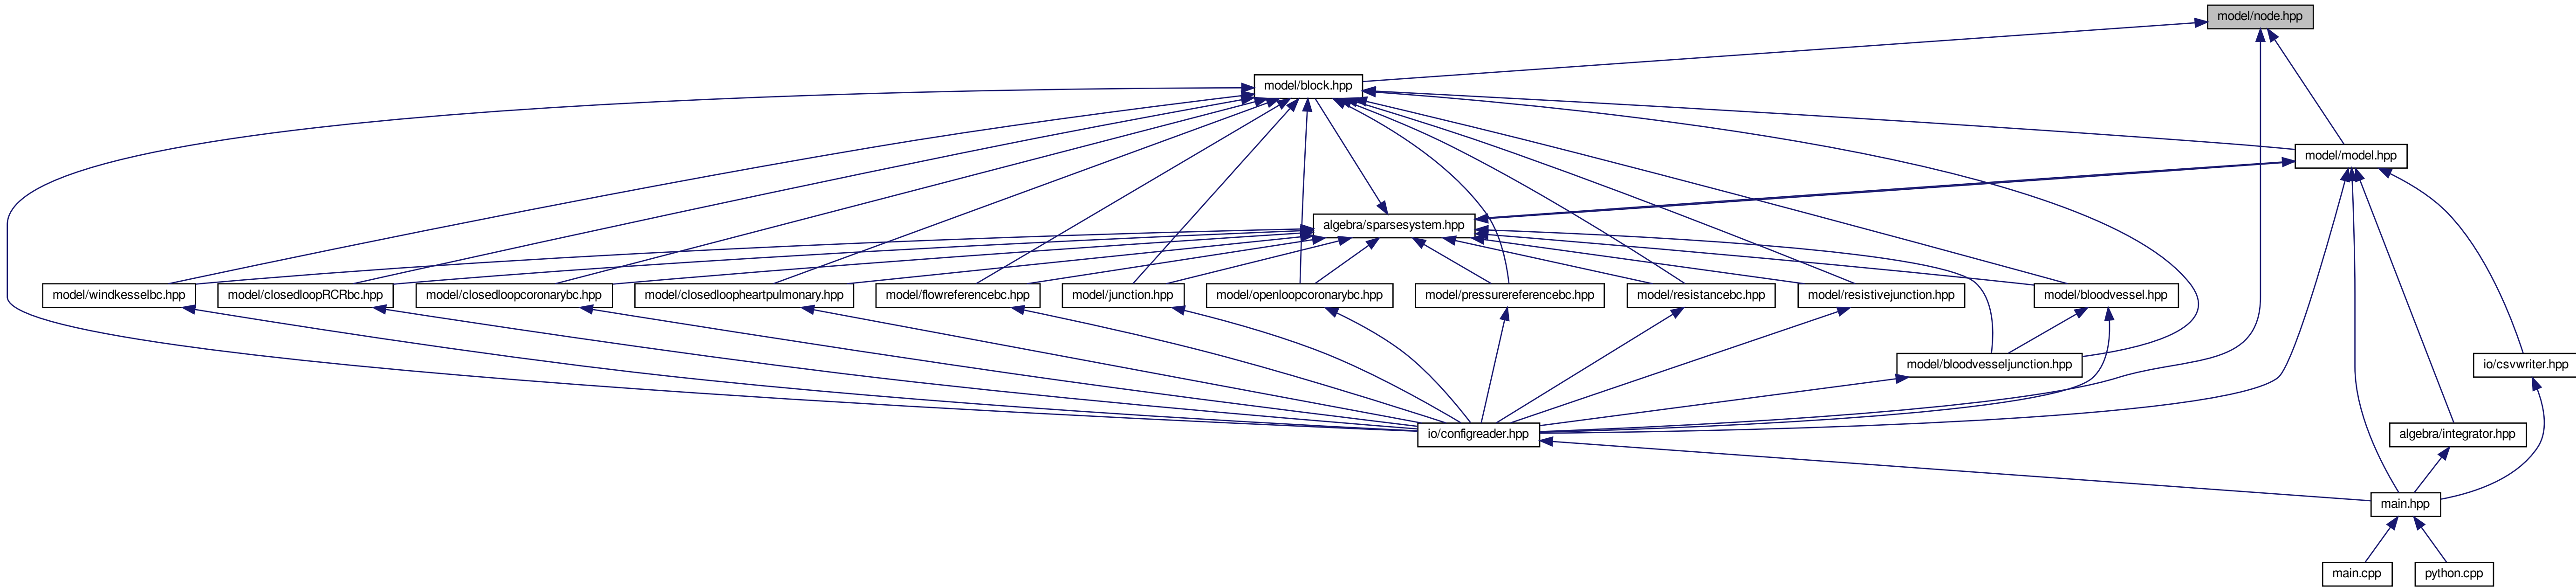 model/node.hpp
model/block.hpp
model/model.hpp
algebra/sparsesystem.hpp
model/windkesselbc.hpp
model/closedloopRCRbc.hpp
model/closedloopcoronarybc.hpp
model/closedloopheartpulmonary.hpp
model/flowreferencebc.hpp
model/junction.hpp
model/openloopcoronarybc.hpp
model/pressurereferencebc.hpp
model/resistancebc.hpp
model/resistivejunction.hpp
model/bloodvessel.hpp
model/bloodvesseljunction.hpp
io/csvwriter.hpp
io/configreader.hpp
algebra/integrator.hpp
main.hpp
main.cpp
python.cpp